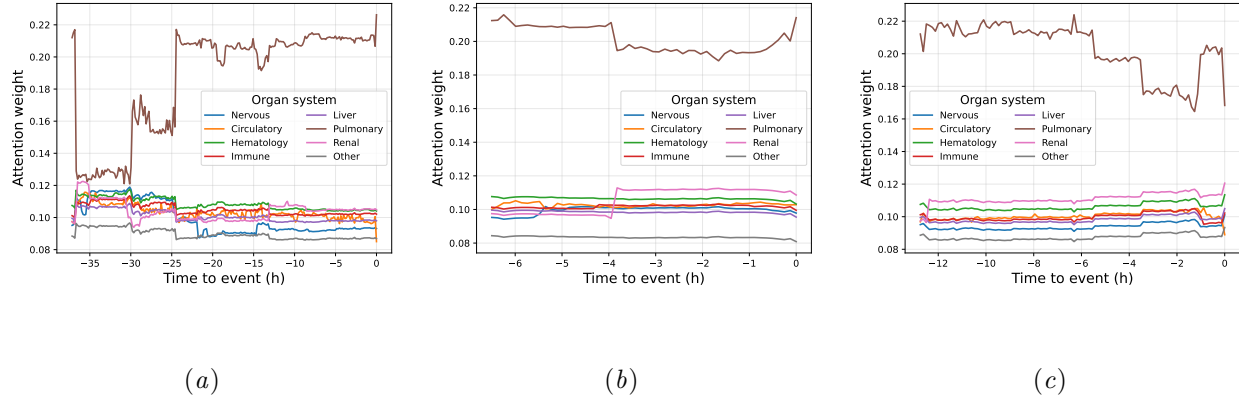 0.22
0.20
0.18
0.16
0.14
0.12
0.10
0.08
Attention weight
Organ system
Nervous
Circulatory
Hematology
Immune
Liver
Pulmonary
Renal
Other
−35 −30 −25 −20 −15 −10 −5 0
Time to event (h)
(a)
0.22
0.20
0.18
0.16
0.14
0.12
0.10
0.08
Attention weight
Organ system
Nervous
Circulatory
Hematology
Immune
Liver
Pulmonary
Renal
Other
−6 −5 −4 −3 −2 −1 0
Time to event (h)
(b)
0.22
0.20
0.18
0.16
0.14
0.12
0.10
0.08
Attention weight
Organ system
Nervous
Circulatory
Hematology
Immune
Liver
Pulmonary
Renal
Other
−12 −10 −8 −6 −4 −2 0
Time to event (h)
(c)